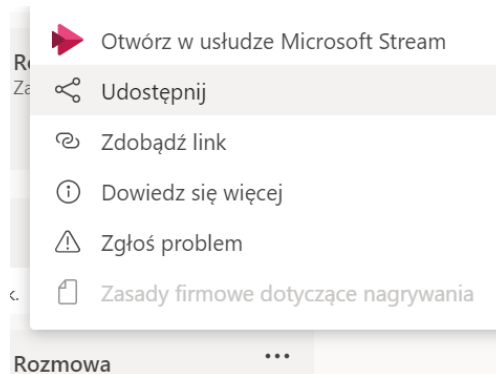 Otwórz w usłudze Microsoft Stream
Udostępnij
Zdobądź link
Dowiedz się więcej
Zgłoś problem
Zasady firmowe dotyczące nagrywania
Rozmowa